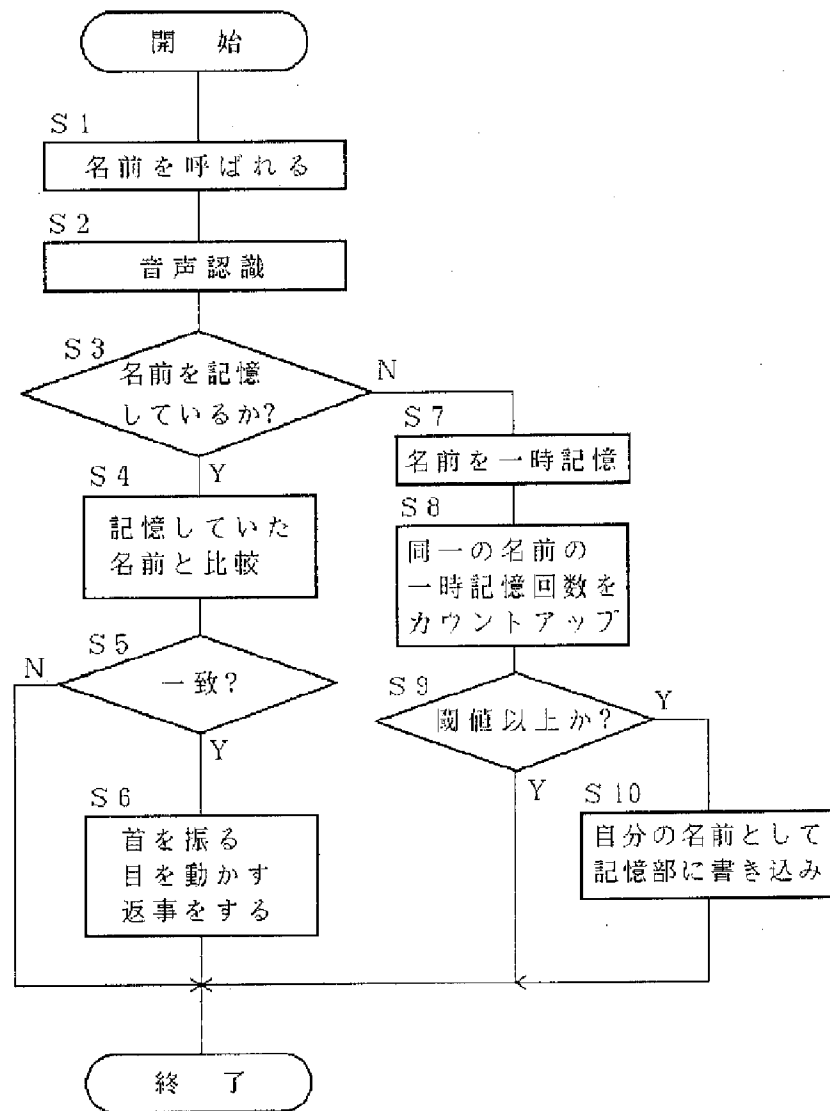 開始
S1
名前を呼ばれる
S2
音声認識
S3
名前を記憶
しているか?
N
Y
S4
記憶していた
名前と比較
S5
N
一致?
Y
S6
首を振る
目を動かす
返事をする
S7
名前を一時記憶
S8
同一の名前の
一時記憶回数を
カウントアップ
S9
閾値以上か?
Y
Y
S10
自分の名前として
記憶部に書き込み
終了